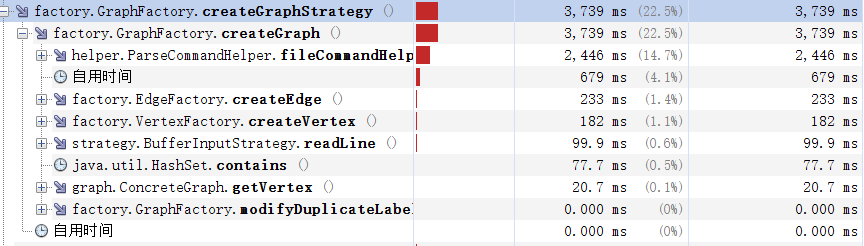 factory.GraphFactory.createGraphStrategy () 3,739 ms (22.5%) 3,739 ms
factory.GraphFactory.createGraph () 3,739 ms (22.5%) 3,739 ms
helper.ParseCommandHelper.fileCommandHelp 2,446 ms (14.7%) 2,446 ms
自用时间 679 ms (4.1%) 679 ms
factory.EdgeFactory.createEdge () 233 ms (1.4%) 233 ms
factory.VertexFactory.createVertex () 182 ms (1.1%) 182 ms
strategy.BufferInputStrategy.readLine () 99.9 ms (0.6%) 99.9 ms
java.util.HashSet.contains () 77.7 ms (0.5%) 77.7 ms
graph.ConcreteGraph.getVertex () 20.7 ms (0.1%) 20.7 ms
factory.GraphFactory.modifyDuplicateLabel 0.000 ms (0%) 0.000 ms
自用时间 0.000 ms (0%) 0.000 ms